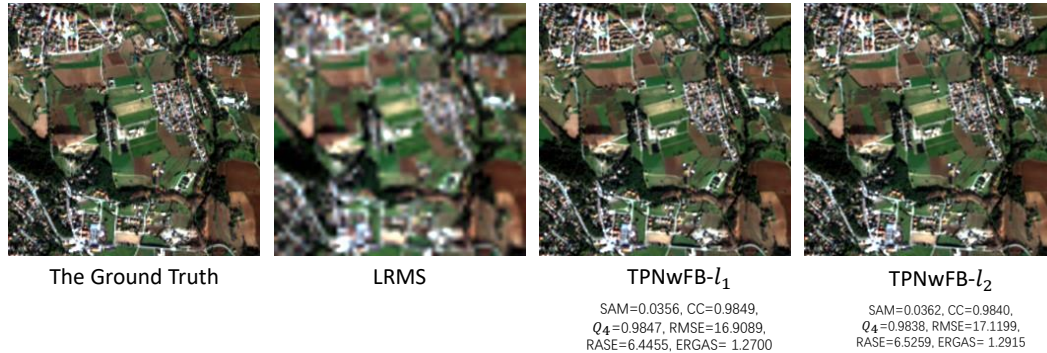 The Ground Truth
LRMS
TPNwFB-l₁
TPNwFB-l₂
SAM=0.0356, CC=0.9849,
Q₄=0.9847, RMSE=16.9089,
RASE=6.4455, ERGAS= 1.2700
SAM=0.0362, CC=0.9840,
Q₄=0.9838, RMSE=17.1199,
RASE=6.5259, ERGAS= 1.2915